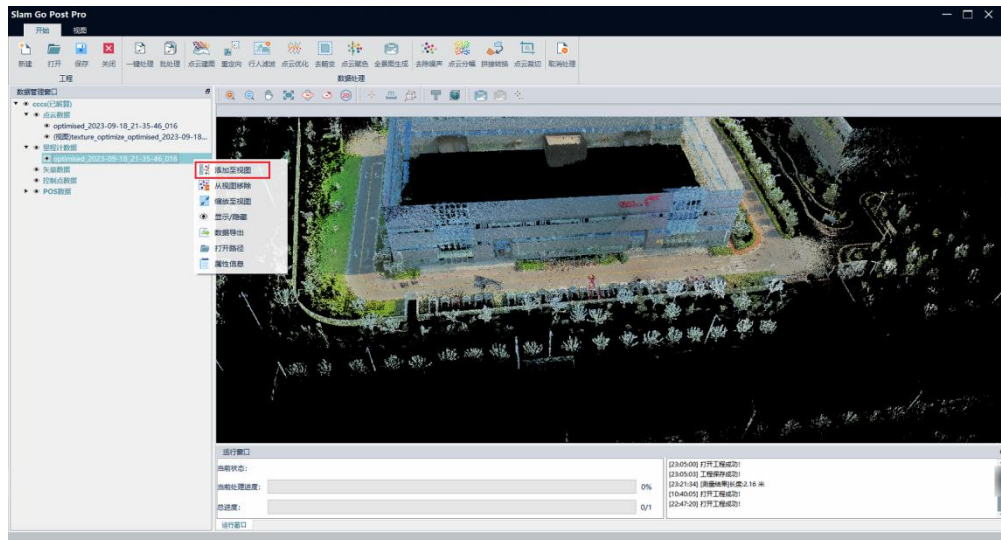 Slam Go Post Pro
开始 视图
新建 打开 保存 关闭 一键处理 批处理 点云建图 重定向 行人滤波 点云优化 去畸变 点云赋色 全景图生成 去除噪声 点云分幅 拼接转换 点云裁切 取消处理
工程 数据处理
数据管理窗口
cccs(已解算)
点云数据
optimised_2023-09-18_21-35-46_016
(视图)texture_optimize_optimised_2023-09-18...
里程计数据
optimised_2023-09-18_21-35-46_016
矢量数据
控制点数据
POS数据
添加至视图
从视图移除
缩放至视图
显示/隐藏
数据导出
打开路径
属性信息
运行窗口
当前状态:
当前处理进度: 0%
总进度: 0/1
[23:05:00] 打开工程成功!
[23:05:03] 工程保存成功!
[23:21:34] [测量结果]长度:2.16 米
[10:40:05] 打开工程成功!
[22:47:20] 打开工程成功!
运行窗口